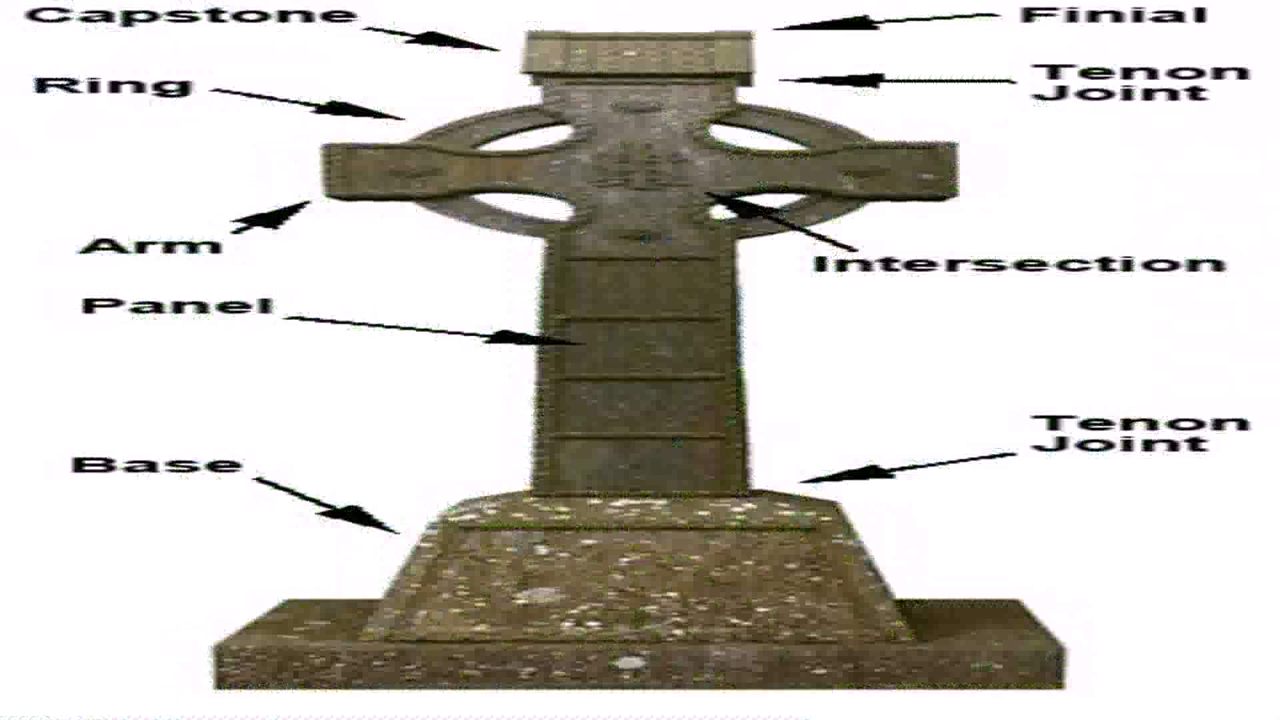 Capstone
Finial
Ring
Tenon
Joint
Arm
Intersection
Panel
Tenon
Joint
Base